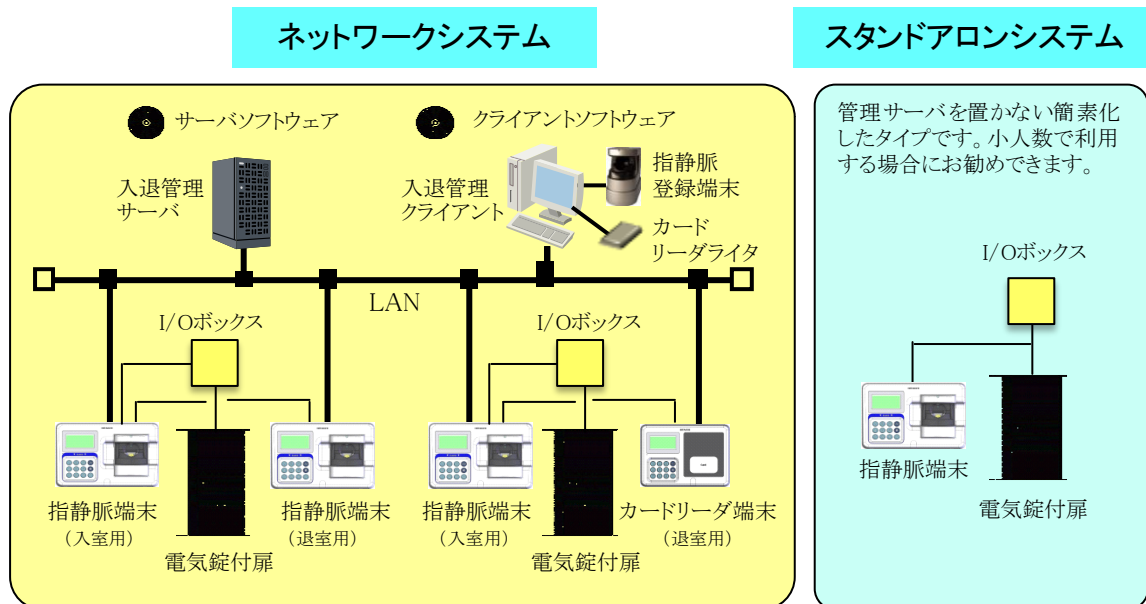 ネットワークシステム
スタンドアロンシステム
サーバソフトウェア
クライアントソフトウェア
入退管理
サーバ
入退管理
クライアント
指静脈
登録端末
カード
リーダライタ
LAN
I/Oボックス
I/Oボックス
指静脈端末
(入室用)
電気錠付扉
指静脈端末
(退室用)
指静脈端末
(入室用)
電気錠付扉
カードリーダ端末
(退室用)
管理サーバを置かない簡素化
したタイプです。小人数で利用
する場合にお勧めできます。
I/Oボックス
指静脈端末
電気錠付扉